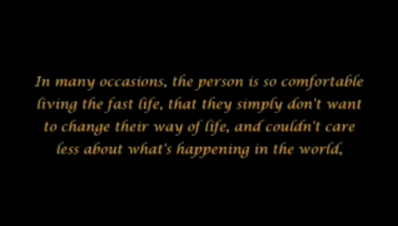 In many occasions, the person is so comfortable
living the fast life, that they simply don't want
to change their way of life, and couldn't care
less about what's happening in the world,